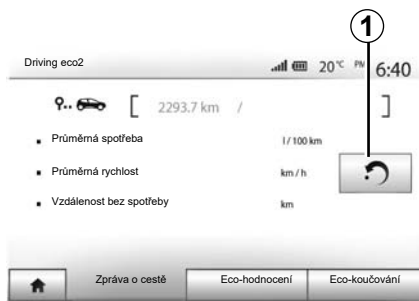 1
Driving eco2 20°C PM 6:40
[ 2293.7 km / ]
Průměrná spotřeba l / 100 km
Průměrná rychlost km / h
Vzdálenost bez spotřeby km
Zpráva o cestě Eco-hodnocení Eco-koučování